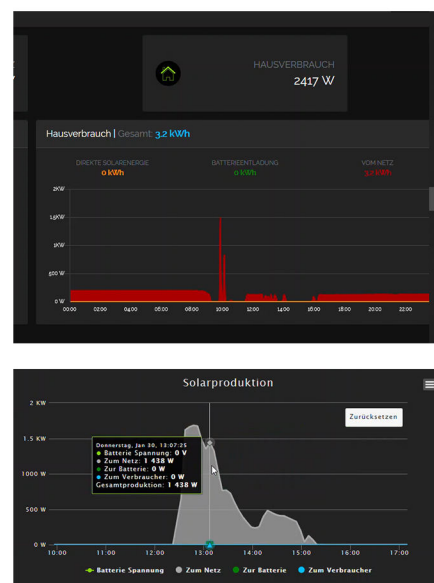 HAUSVERBRAUCH
2417 W
Hausverbrauch | Gesamt: 3.2 kWh
DIREKTE SOLARENERGIE BATTERIEENTLADUNG VOM NETZ
0 kWh 0 kWh 3.2 kWh
2KW
1.5KW
1KW
500 W
0 W
00:00 02:00 04:00 06:00 08:00 10:00 12:00 14:00 16:00 18:00 20:00 22:00
Solarproduktion
2 KW
Zurücksetzen
1.5 KW
Donnerstag, Jan 30, 13:07:25
Batterie Spannung: 0 V
Zum Netz: 1 438 W
Zur Batterie: 0 W
Zum Verbraucher: 0 W
Gesamtproduktion: 1 438 W
1000 W
500 W
0 W
10:00 11:00 12:00 13:00 14:00 15:00 16:00 17:00
Batterie Spannung Zum Netz Zur Batterie Zum Verbraucher